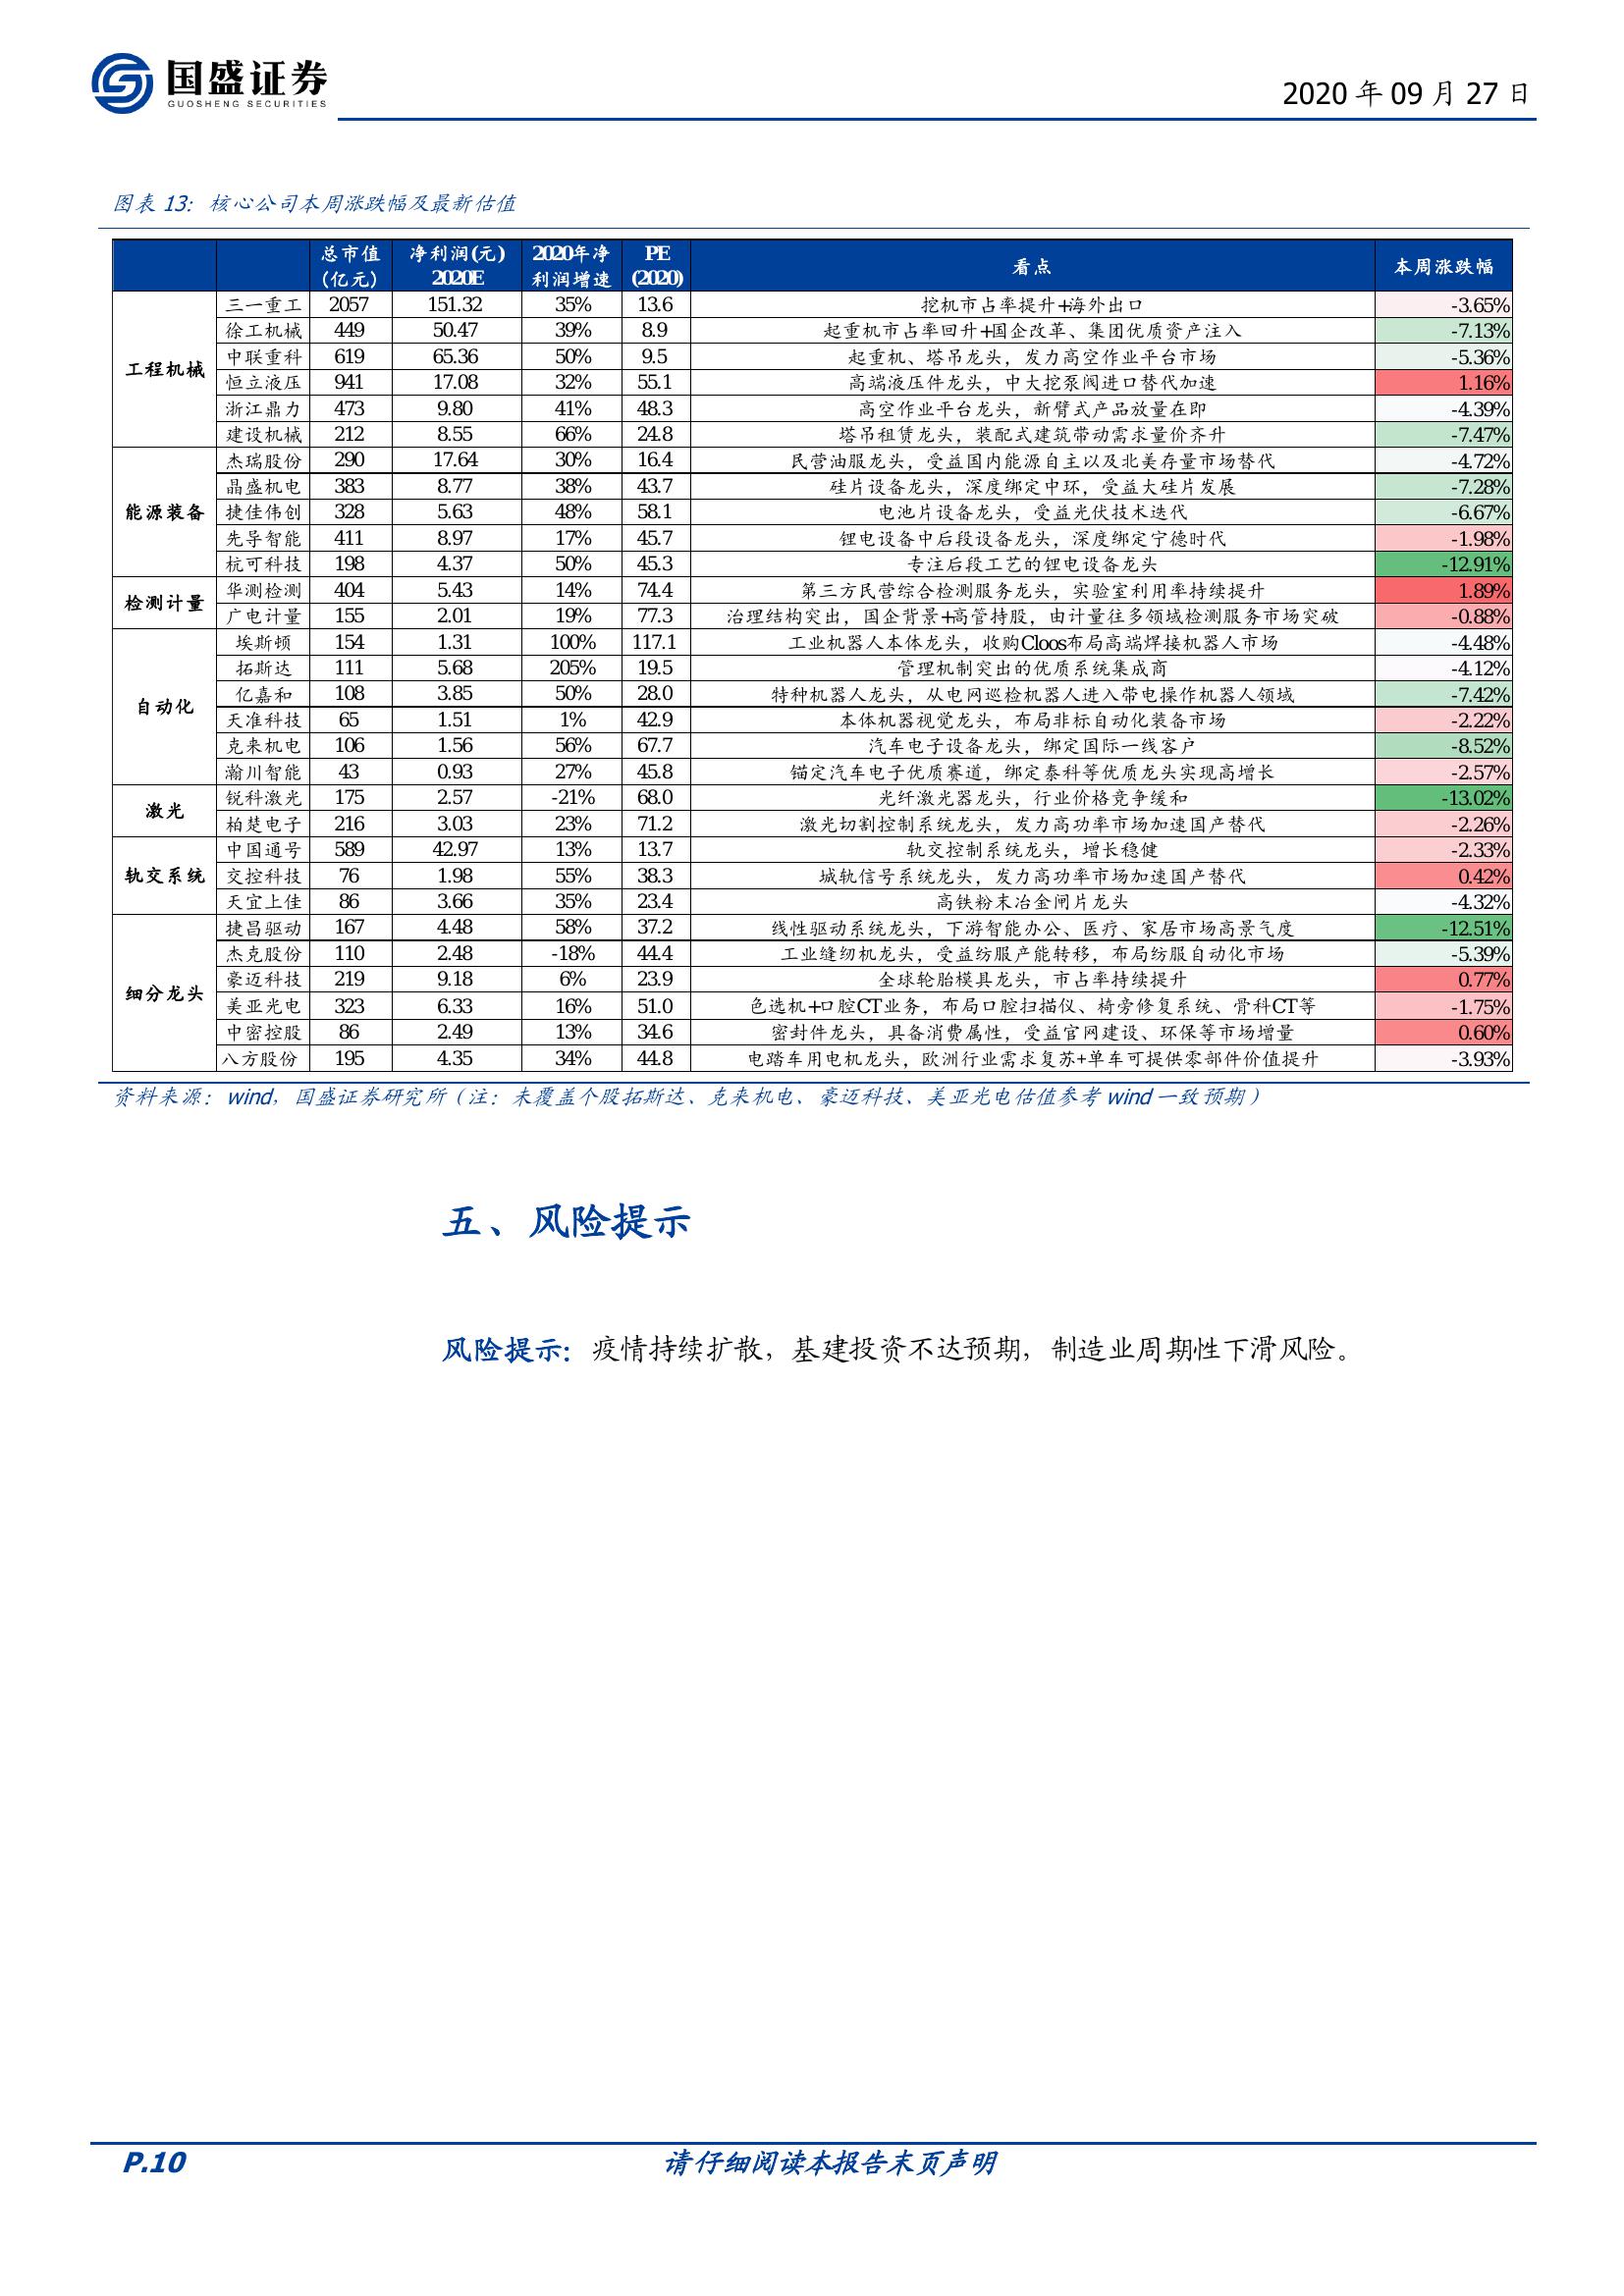 国盛证券
GUOSHENG SECURITIES
2020 年 09 月 27 日
图表 13: 核心公司本周涨跌幅及最新估值
总市值(亿元) 净利润(元)2020E 2020年净利润增速 PE(2020) 看点 本周涨跌幅
工程机械
三一重工 2057 151.32 35% 13.6 挖机市占率提升+海外出口 -3.65%
徐工机械 449 50.47 39% 8.9 起重机市占率回升+国企改革、集团优质资产注入 -7.13%
中联重科 619 65.36 50% 9.5 起重机、塔吊龙头，发力高空作业平台市场 -5.36%
恒立液压 941 17.08 32% 55.1 高端液压件龙头，中大挖泵阀进口替代加速 1.16%
浙江鼎力 473 9.80 41% 48.3 高空作业平台龙头，新臂式产品放量在即 -4.39%
建设机械 212 8.55 66% 24.8 塔吊租赁龙头，装配式建筑带动需求量价齐升 -7.47%
能源装备
杰瑞股份 290 17.64 30% 16.4 民营油服龙头，受益国内能源自主以及北美存量市场替代 -4.72%
晶盛机电 383 8.77 38% 43.7 硅片设备龙头，深度绑定中环，受益大硅片发展 -7.28%
捷佳伟创 328 5.63 48% 58.1 电池片设备龙头，受益光伏技术迭代 -6.67%
先导智能 411 8.97 17% 45.7 锂电设备中后段设备龙头，深度绑定宁德时代 -1.98%
杭可科技 198 4.37 50% 45.3 专注后段工艺的锂电设备龙头 -12.91%
检测计量
华测检测 404 5.43 14% 74.4 第三方民营综合检测服务龙头，实验室利用率持续提升 1.89%
广电计量 155 2.01 19% 77.3 治理结构突出，国企背景+高管持股，由计量往多领域检测服务市场突破 -0.88%
自动化
埃斯顿 154 1.31 100% 117.1 工业机器人本体龙头，收购Cloos布局高端焊接机器人市场 -4.48%
拓斯达 111 5.68 205% 19.5 管理机制突出的优质系统集成商 -4.12%
亿嘉和 108 3.85 50% 28.0 特种机器人龙头，从电网巡检机器人进入带电操作机器人领域 -7.42%
天准科技 65 1.51 1% 42.9 本体机器视觉龙头，布局非标自动化装备市场 -2.22%
克来机电 106 1.56 56% 67.7 汽车电子设备龙头，绑定国际一线客户 -8.52%
瀚川智能 43 0.93 27% 45.8 锚定汽车电子优质赛道，绑定泰科等优质龙头实现高增长 -2.57%
激光
锐科激光 175 2.57 -21% 68.0 光纤激光器龙头，行业价格竞争缓和 -13.02%
柏楚电子 216 3.03 23% 71.2 激光切割控制系统龙头，发力高功率市场加速国产替代 -2.26%
轨交系统
中国通号 589 42.97 13% 13.7 轨交控制系统龙头，增长稳健 -2.33%
交控科技 76 1.98 55% 38.3 城轨信号系统龙头，发力高功率市场加速国产替代 0.42%
天宜上佳 86 3.66 35% 23.4 高铁粉末冶金闸片龙头 -4.32%
细分龙头
捷昌驱动 167 4.48 58% 37.2 线性驱动系统龙头，下游智能办公、医疗、家居市场高景气度 -12.51%
杰克股份 110 2.48 -18% 44.4 工业缝纫机龙头，受益纺服产能转移，布局纺服自动化市场 -5.39%
豪迈科技 219 9.18 6% 23.9 全球轮胎模具龙头，市占率持续提升 0.77%
美亚光电 323 6.33 16% 51.0 色选机+口腔CT业务，布局口腔扫描仪、椅旁修复系统、骨科CT等 -1.75%
中密控股 86 2.49 13% 34.6 密封件龙头，具备消费属性，受益官网建设、环保等市场增量 0.60%
八方股份 195 4.35 34% 44.8 电踏车用电机龙头，欧洲行业需求复苏+单车可提供零部件价值提升 -3.93%
资料来源：wind，国盛证券研究所（注：未覆盖个股拓斯达、克来机电、豪迈科技、美亚光电估值参考 wind 一致预期）
五、风险提示
风险提示：疫情持续扩散，基建投资不达预期，制造业周期性下滑风险。
P.10 请仔细阅读本报告末页声明